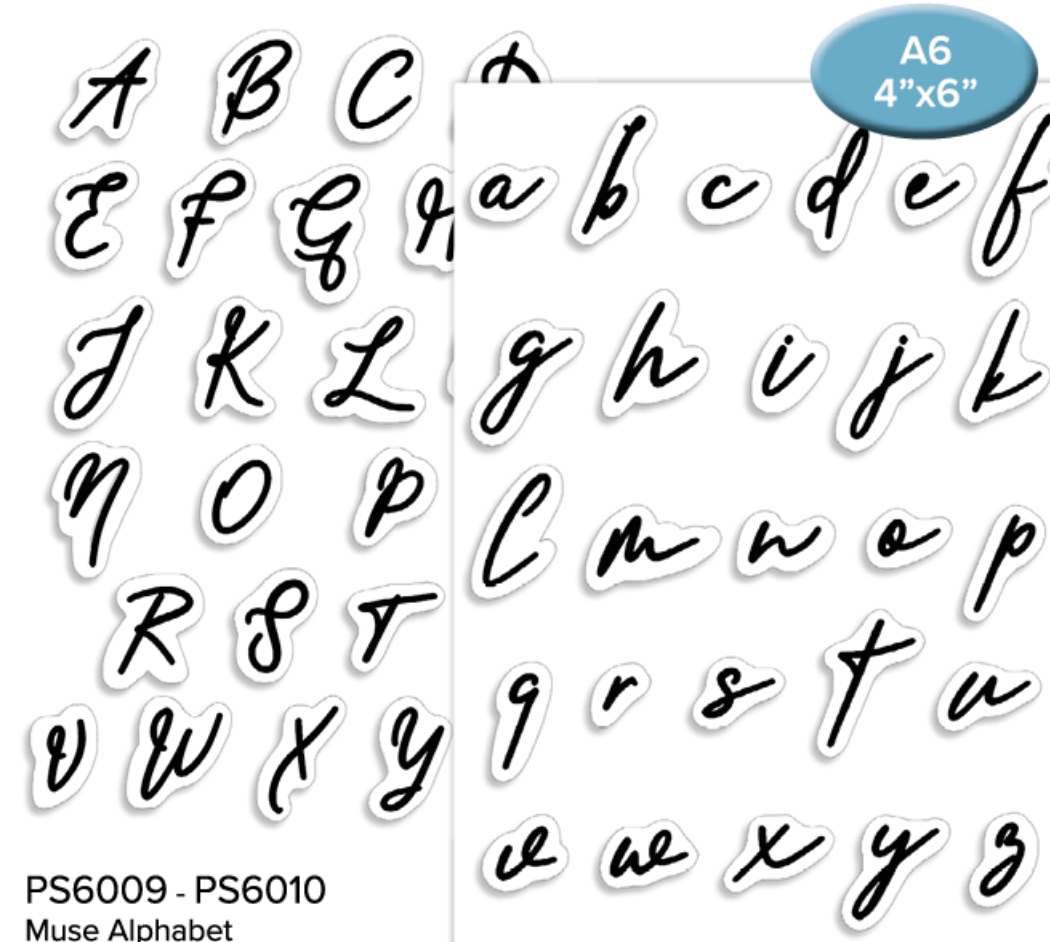 A6
4”x6”
A B C D
E F G H
J K L
N O P
R S T
V W X Y
a b c d e f
g h i j k
l m n o p
q r s t u
v w x y z
PS6009 - PS6010
Muse Alphabet